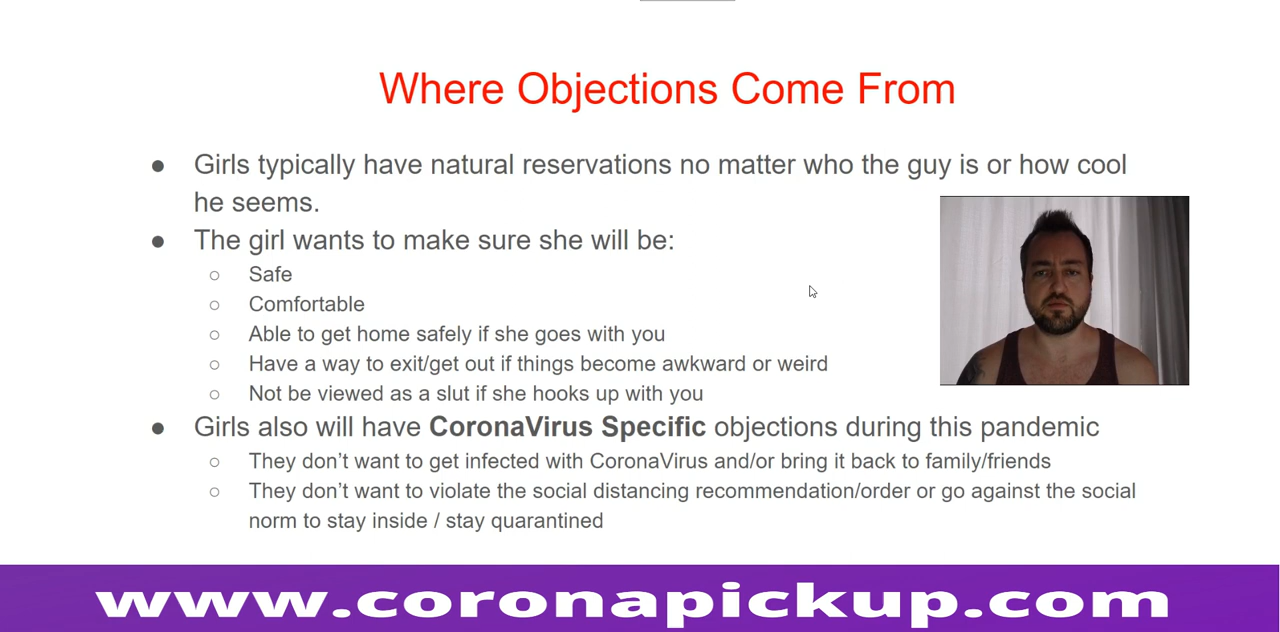 Where Objections Come From
● Girls typically have natural reservations no matter who the guy is or how cool
he seems.
● The girl wants to make sure she will be:
○ Safe
○ Comfortable
○ Able to get home safely if she goes with you
○ Have a way to exit/get out if things become awkward or weird
○ Not be viewed as a slut if she hooks up with you
● Girls also will have CoronaVirus Specific objections during this pandemic
○ They don’t want to get infected with CoronaVirus and/or bring it back to family/friends
○ They don’t want to violate the social distancing recommendation/order or go against the social
norm to stay inside / stay quarantined
www.coronapickup.com